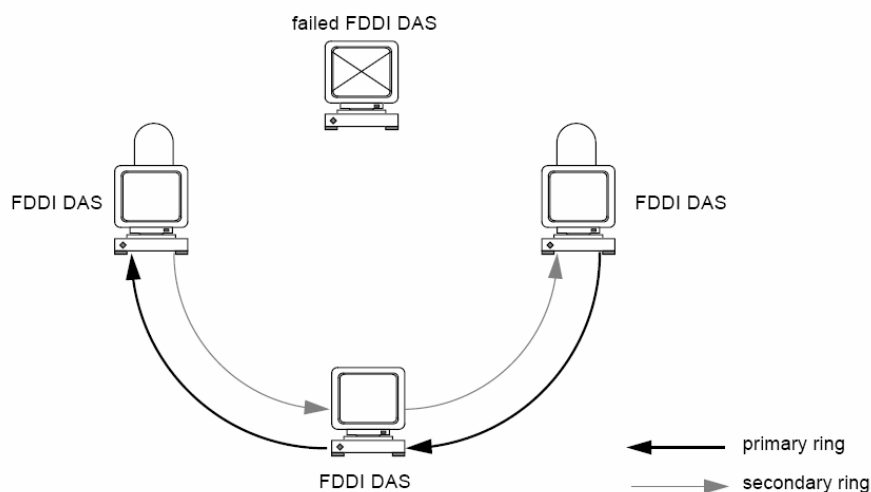 failed FDDI DAS
FDDI DAS
FDDI DAS
FDDI DAS
primary ring
secondary ring